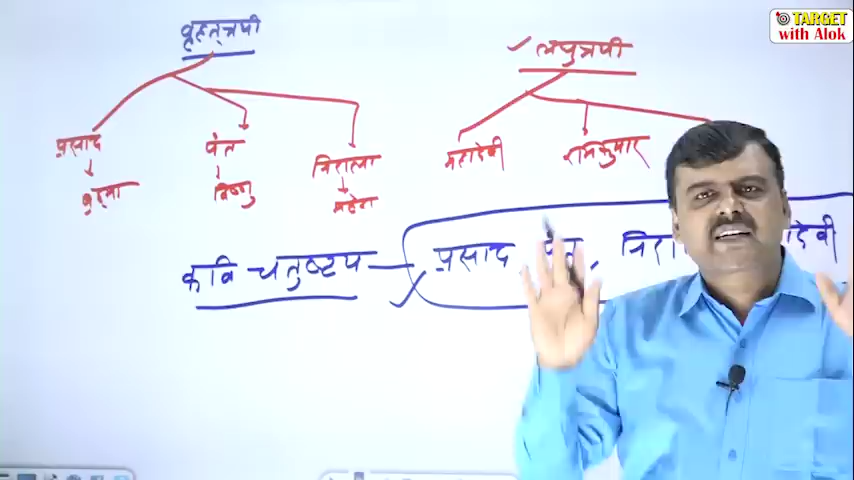 TARGET
with Alok
वृहत्त्रयी
लघुत्रयी
प्रसाद पंत निराला
महादेवी रामकुमार
ब्रह्मा विष्णु महेश
कवि चतुष्टय – प्रसाद, पंत,